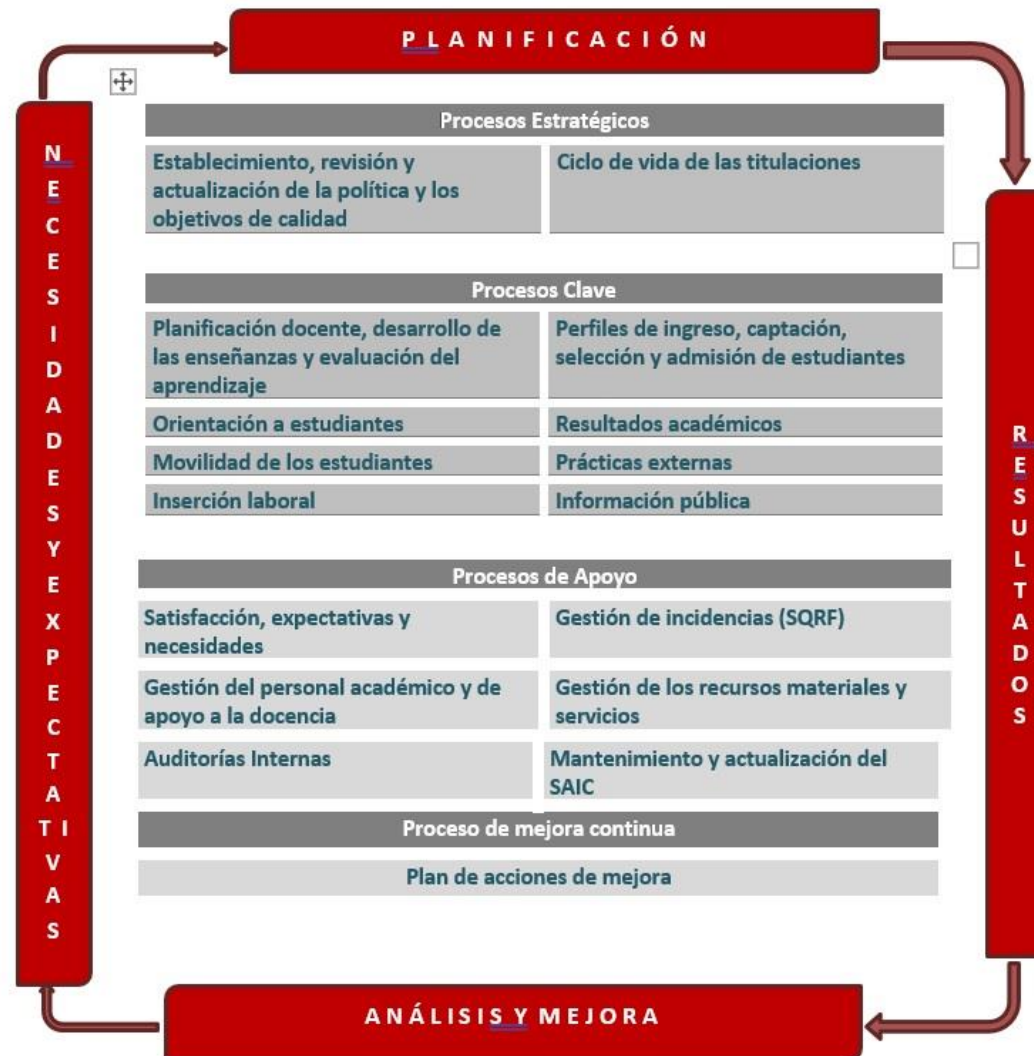 PLANIFICACIÓN
NECESIDADES Y EXPECTATIVAS
Procesos Estratégicos
Establecimiento, revisión y
actualización de la política y los
objetivos de calidad
Ciclo de vida de las titulaciones
Procesos Clave
Planificación docente, desarrollo de
las enseñanzas y evaluación del
aprendizaje
Perfiles de ingreso, captación,
selección y admisión de estudiantes
Orientación a estudiantes
Resultados académicos
Movilidad de los estudiantes
Prácticas externas
Inserción laboral
Información pública
Procesos de Apoyo
Satisfacción, expectativas y
necesidades
Gestión de incidencias (SQRF)
Gestión del personal académico y de
apoyo a la docencia
Gestión de los recursos materiales y
servicios
Auditorías Internas
Mantenimiento y actualización del
SAIC
Proceso de mejora continua
Plan de acciones de mejora
RESULTADOS
ANÁLISIS Y MEJORA